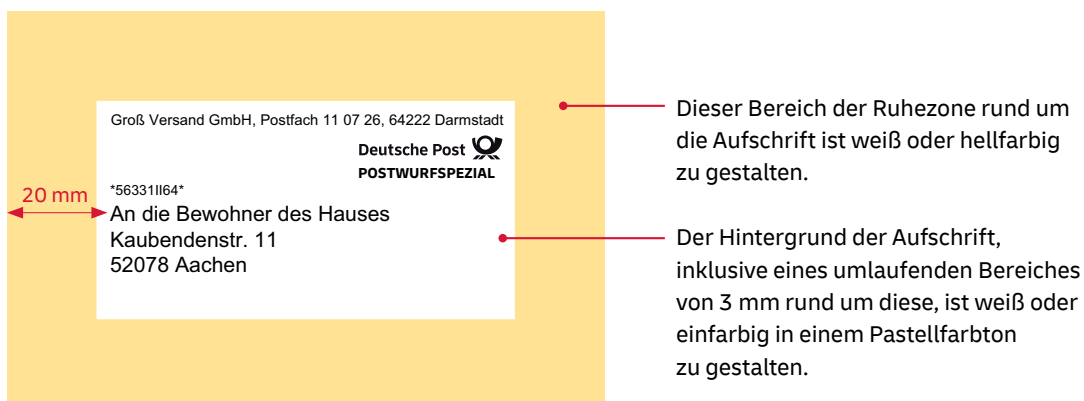 Groß Versand GmbH, Postfach 11 07 26, 64222 Darmstadt
Deutsche Post
POSTWURFSPEZIAL
*56331II64*
An die Bewohner des Hauses
Kaubendenstr. 11
52078 Aachen
20 mm
Dieser Bereich der Ruhezone rund um
die Aufschrift ist weiß oder hellfarbig
zu gestalten.
Der Hintergrund der Aufschrift,
inklusive eines umlaufenden Bereiches
von 3 mm rund um diese, ist weiß oder
einfarbig in einem Pastellfarbton
zu gestalten.